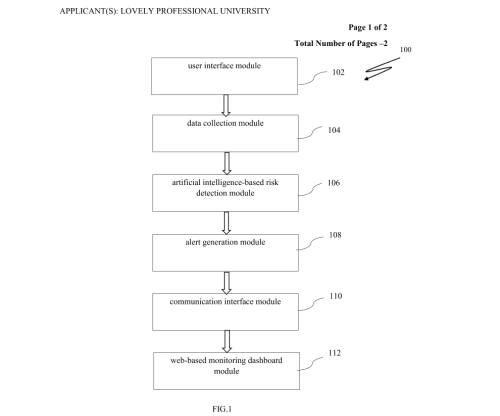 APPLICANT(S): LOVELY PROFESSIONAL UNIVERSITY
Page 1 of 2
Total Number of Pages –2
100
user interface module
102
data collection module
104
artificial intelligence-based risk
detection module
106
alert generation module
108
communication interface module
110
web-based monitoring dashboard
module
112
FIG.1